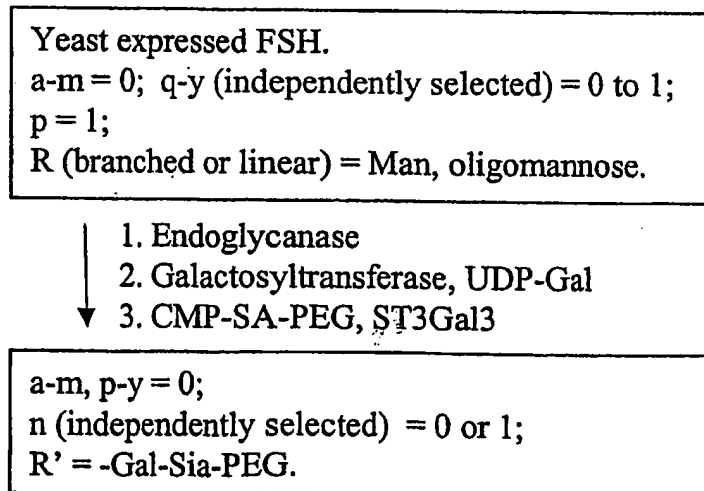 Yeast expressed FSH.
a-m = 0; q-y (independently selected) = 0 to 1;
p = 1;
R (branched or linear) = Man, oligomannose.
1. Endoglycanase
2. Galactosyltransferase, UDP-Gal
3. CMP-SA-PEG, ST3Gal3
a-m, p-y = 0;
n (independently selected) = 0 or 1;
R' = -Gal-Sia-PEG.